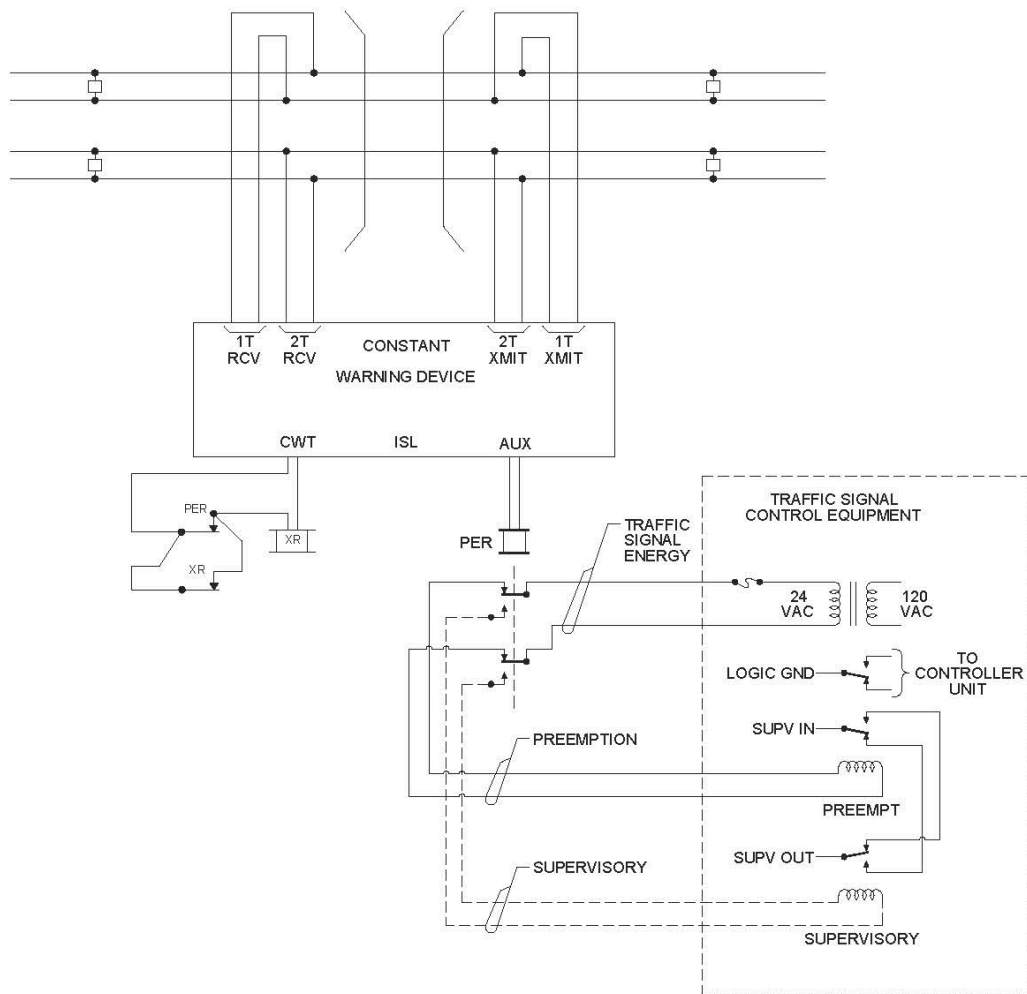 1T
RCV
2T
RCV
CONSTANT
WARNING DEVICE
2T
XMIT
1T
XMIT
CWT
ISL
AUX
PER
XR
XR
PER
TRAFFIC
SIGNAL
ENERGY
TRAFFIC SIGNAL
CONTROL EQUIPMENT
24
VAC
120
VAC
LOGIC GND
TO
CONTROLLER
UNIT
SUPV IN
PREEMPTION
PREEMPT
SUPV OUT
SUPERVISORY
SUPERVISORY